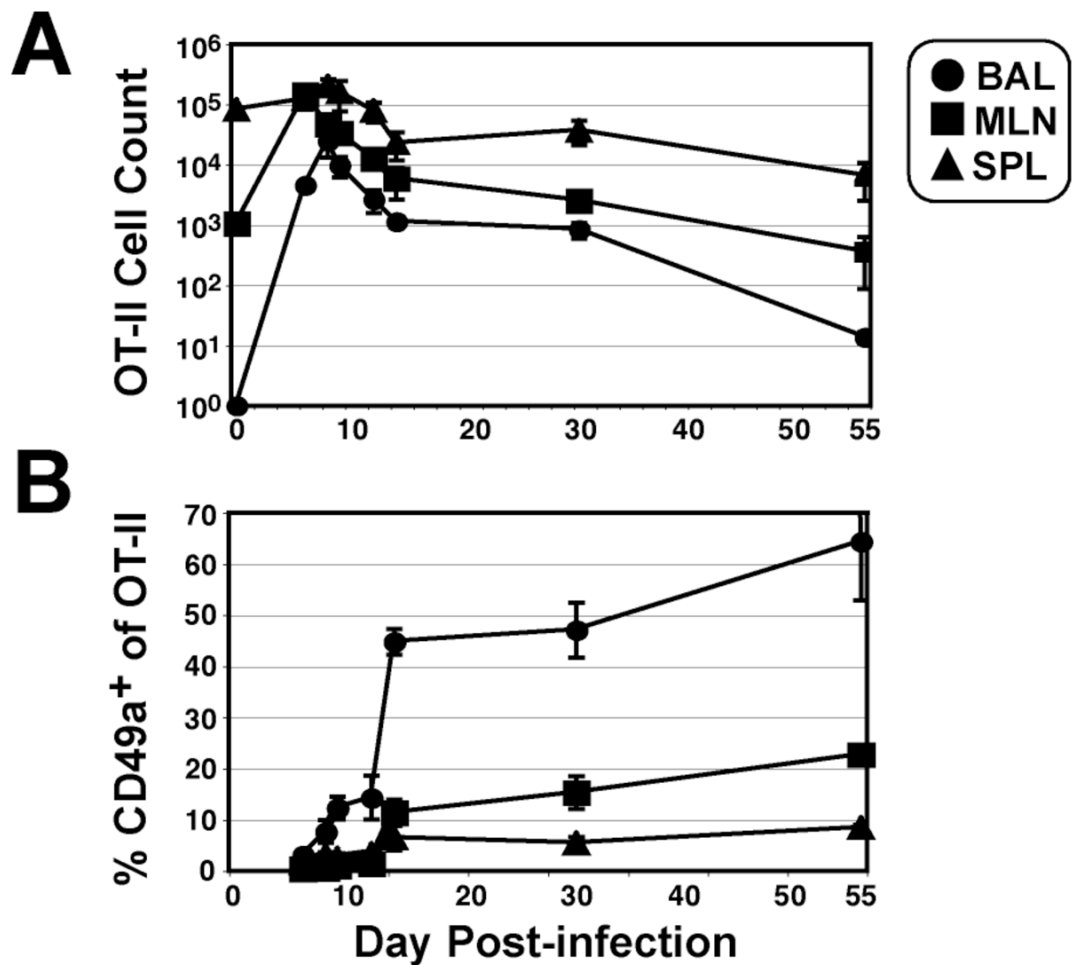 A
OT-II Cell Count
10⁶
10⁵
10⁴
10³
10²
10¹
10⁰
0 10 20 30 40 50 55
BAL
MLN
SPL
B
% CD49a⁺ of OT-II
70
60
50
40
30
20
10
0
0 10 20 30 40 50 55
Day Post-infection